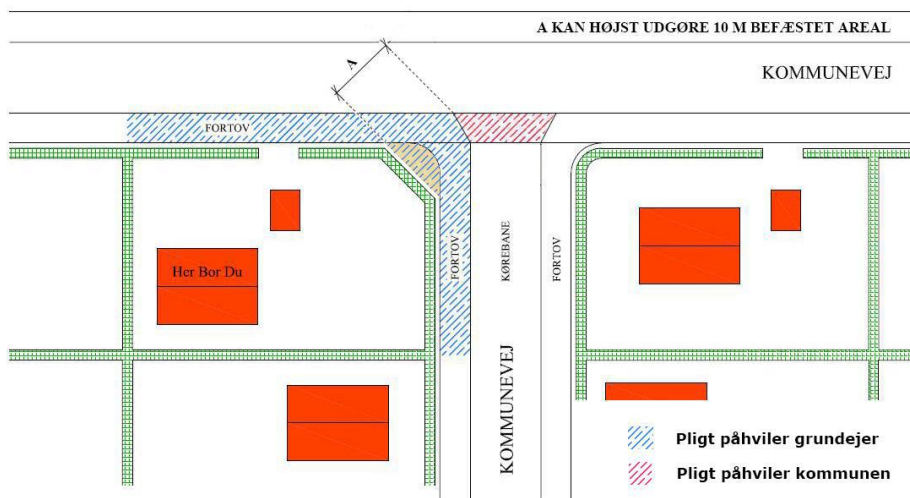 A KAN HØJST UDGØRE 10 M BEFÆSTET AREAL
KOMMUNEVEJ
A
FORTOV
Her Bor Du
FORTOV
KØREBANE
FORTOV
KOMMUNEVEJ
Pligt påhviler grundejer
Pligt påhviler kommunen